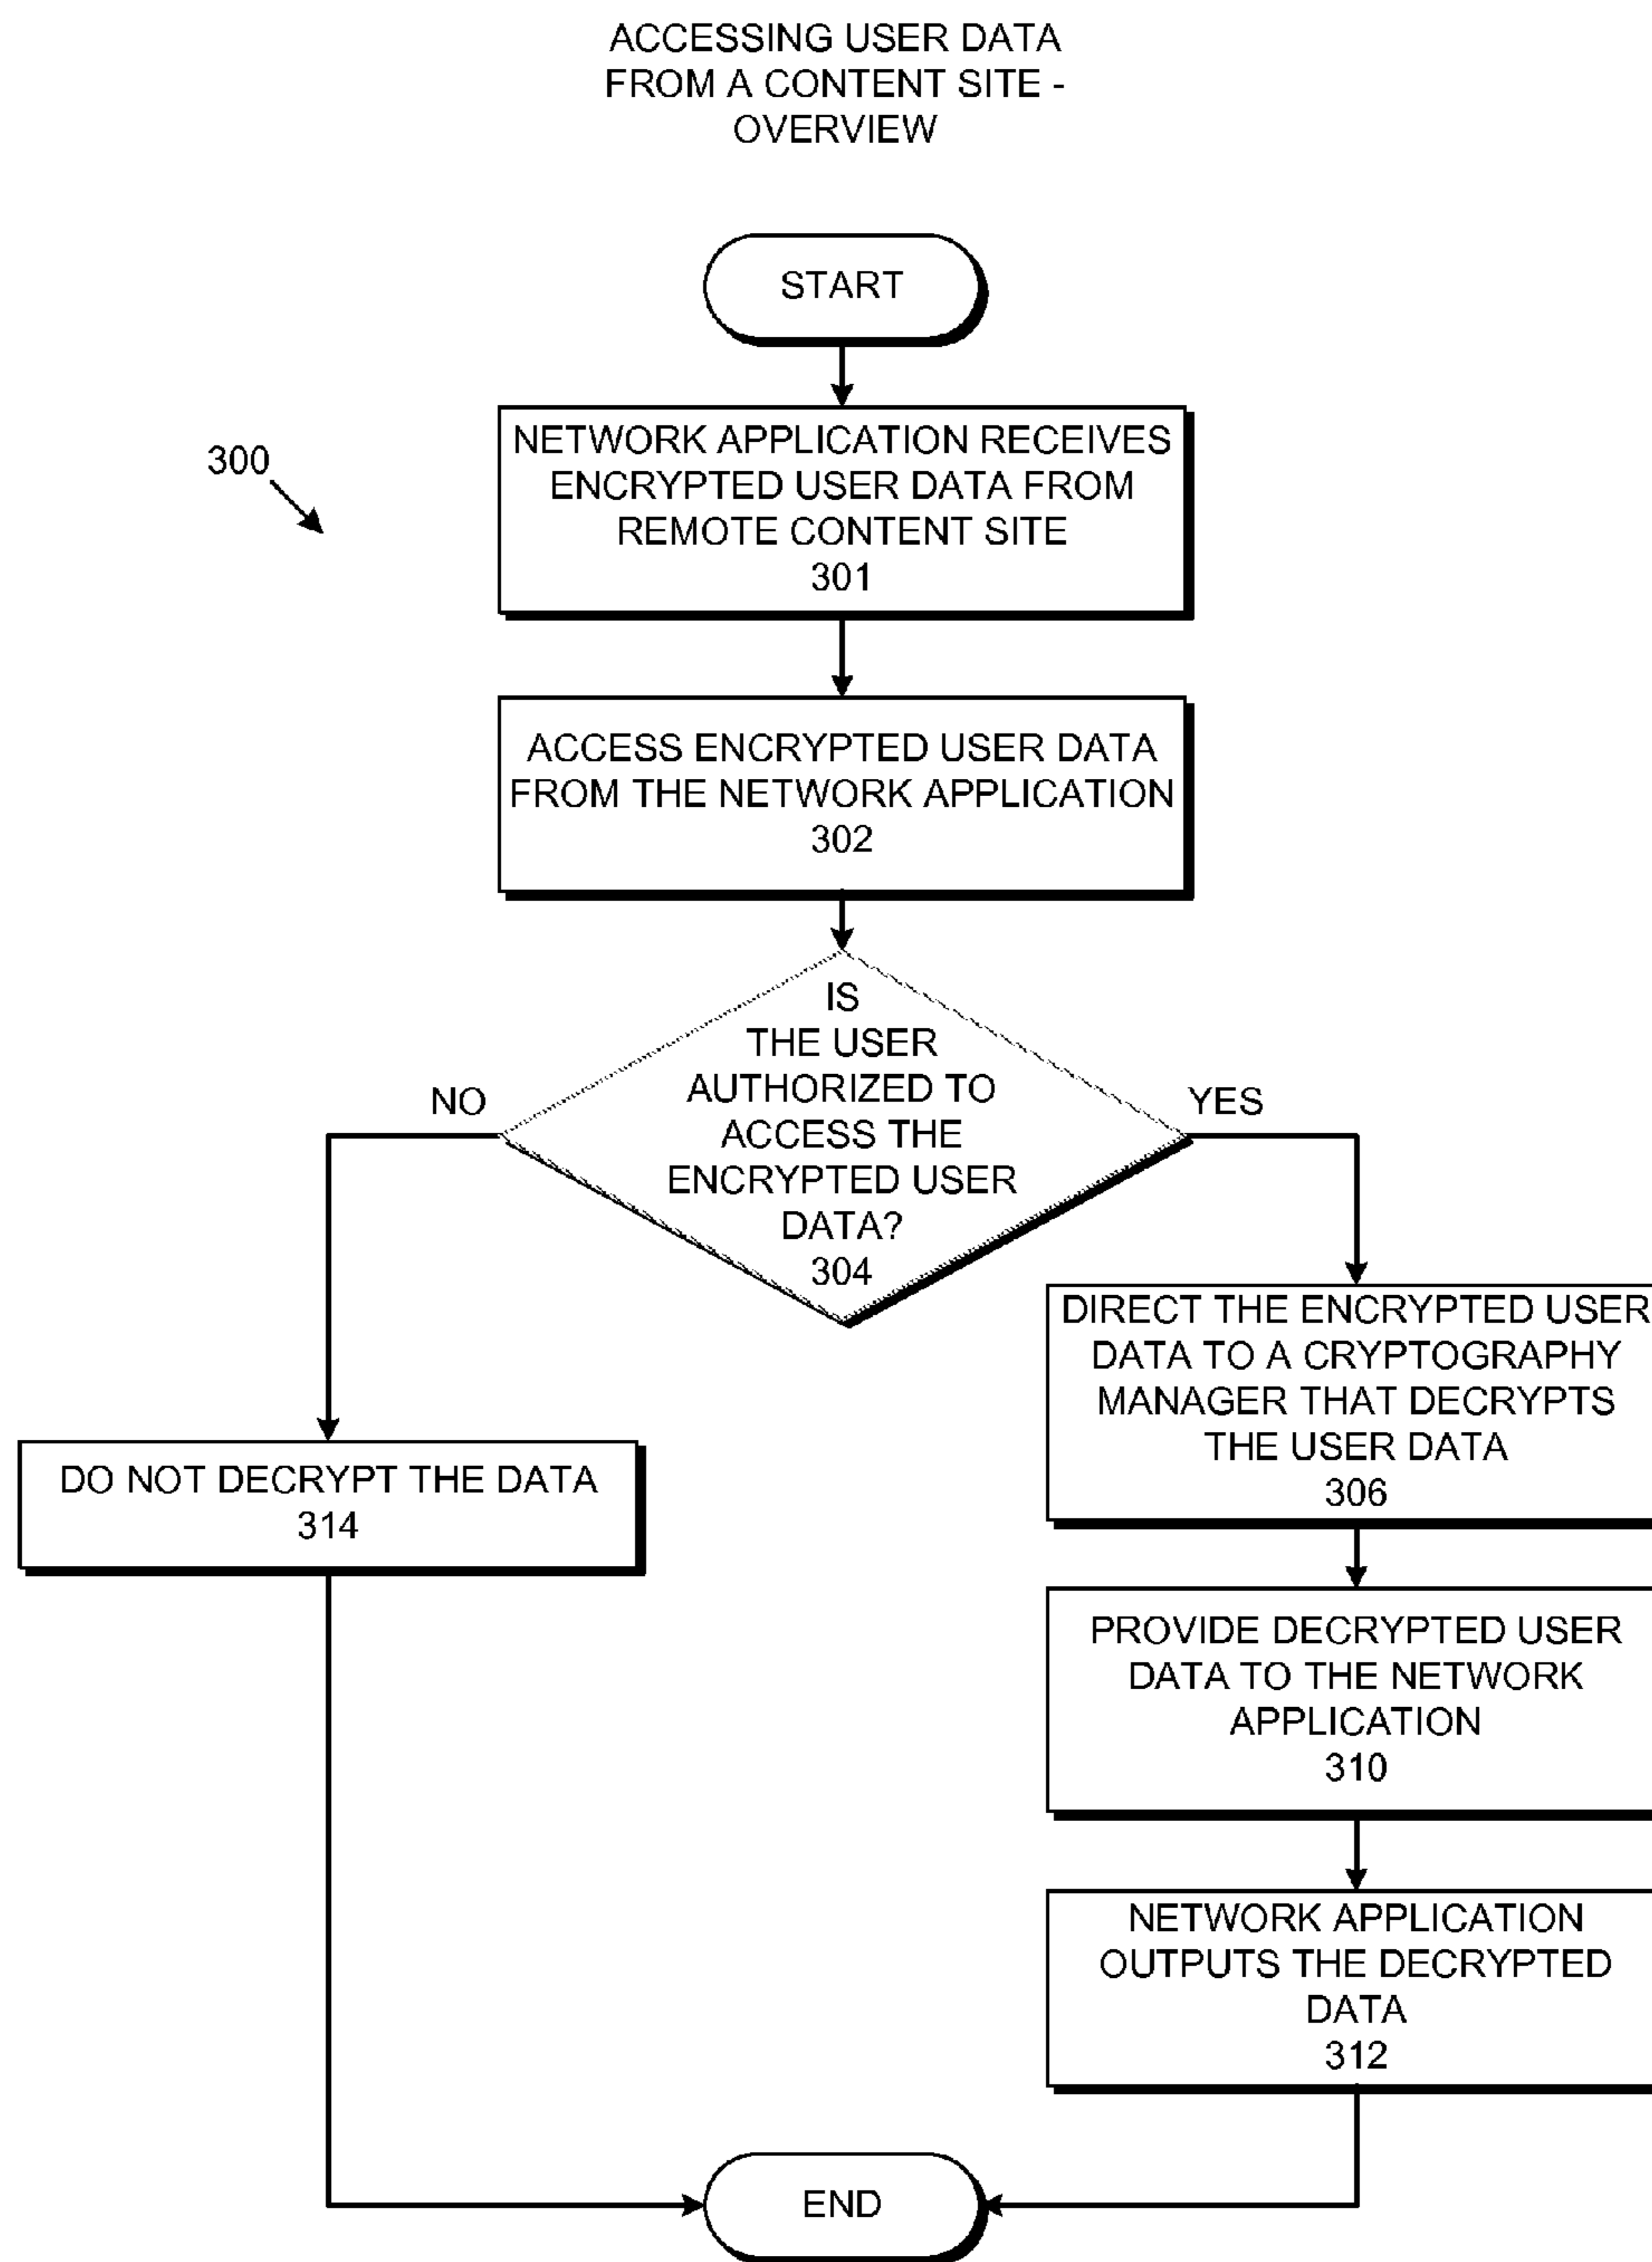 ACCESSING USER DATA
FROM A CONTENT SITE -
OVERVIEW
START
300
NETWORK APPLICATION RECEIVES
ENCRYPTED USER DATA FROM
REMOTE CONTENT SITE
301
ACCESS ENCRYPTED USER DATA
FROM THE NETWORK APPLICATION
302
IS
THE USER
AUTHORIZED TO
ACCESS THE
ENCRYPTED USER
DATA?
304
NO
YES
DIRECT THE ENCRYPTED USER
DATA TO A CRYPTOGRAPHY
MANAGER THAT DECRYPTS
THE USER DATA
306
DO NOT DECRYPT THE DATA
314
PROVIDE DECRYPTED USER
DATA TO THE NETWORK
APPLICATION
310
NETWORK APPLICATION
OUTPUTS THE DECRYPTED
DATA
312
END